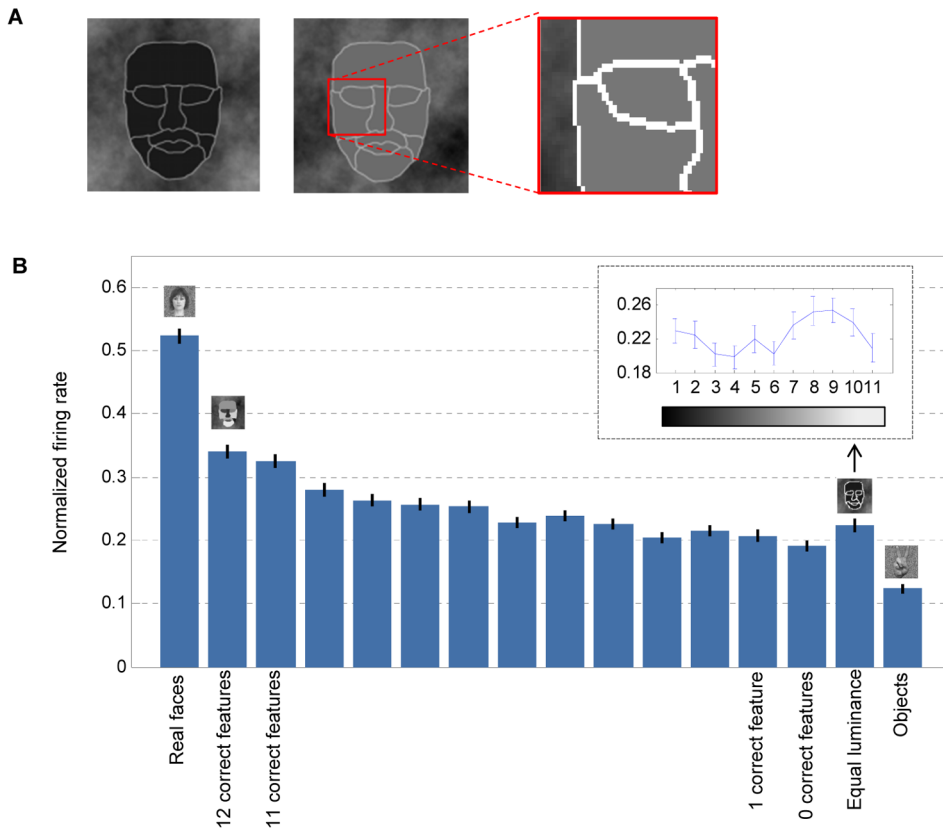 A
B
Normalized firing rate
0.6
0.5
0.4
0.3
0.2
0.1
0
0.26
0.22
0.18
1 2 3 4 5 6 7 8 9 10 11
Real faces
12 correct features
11 correct features
1 correct feature
0 correct features
Equal luminance
Objects